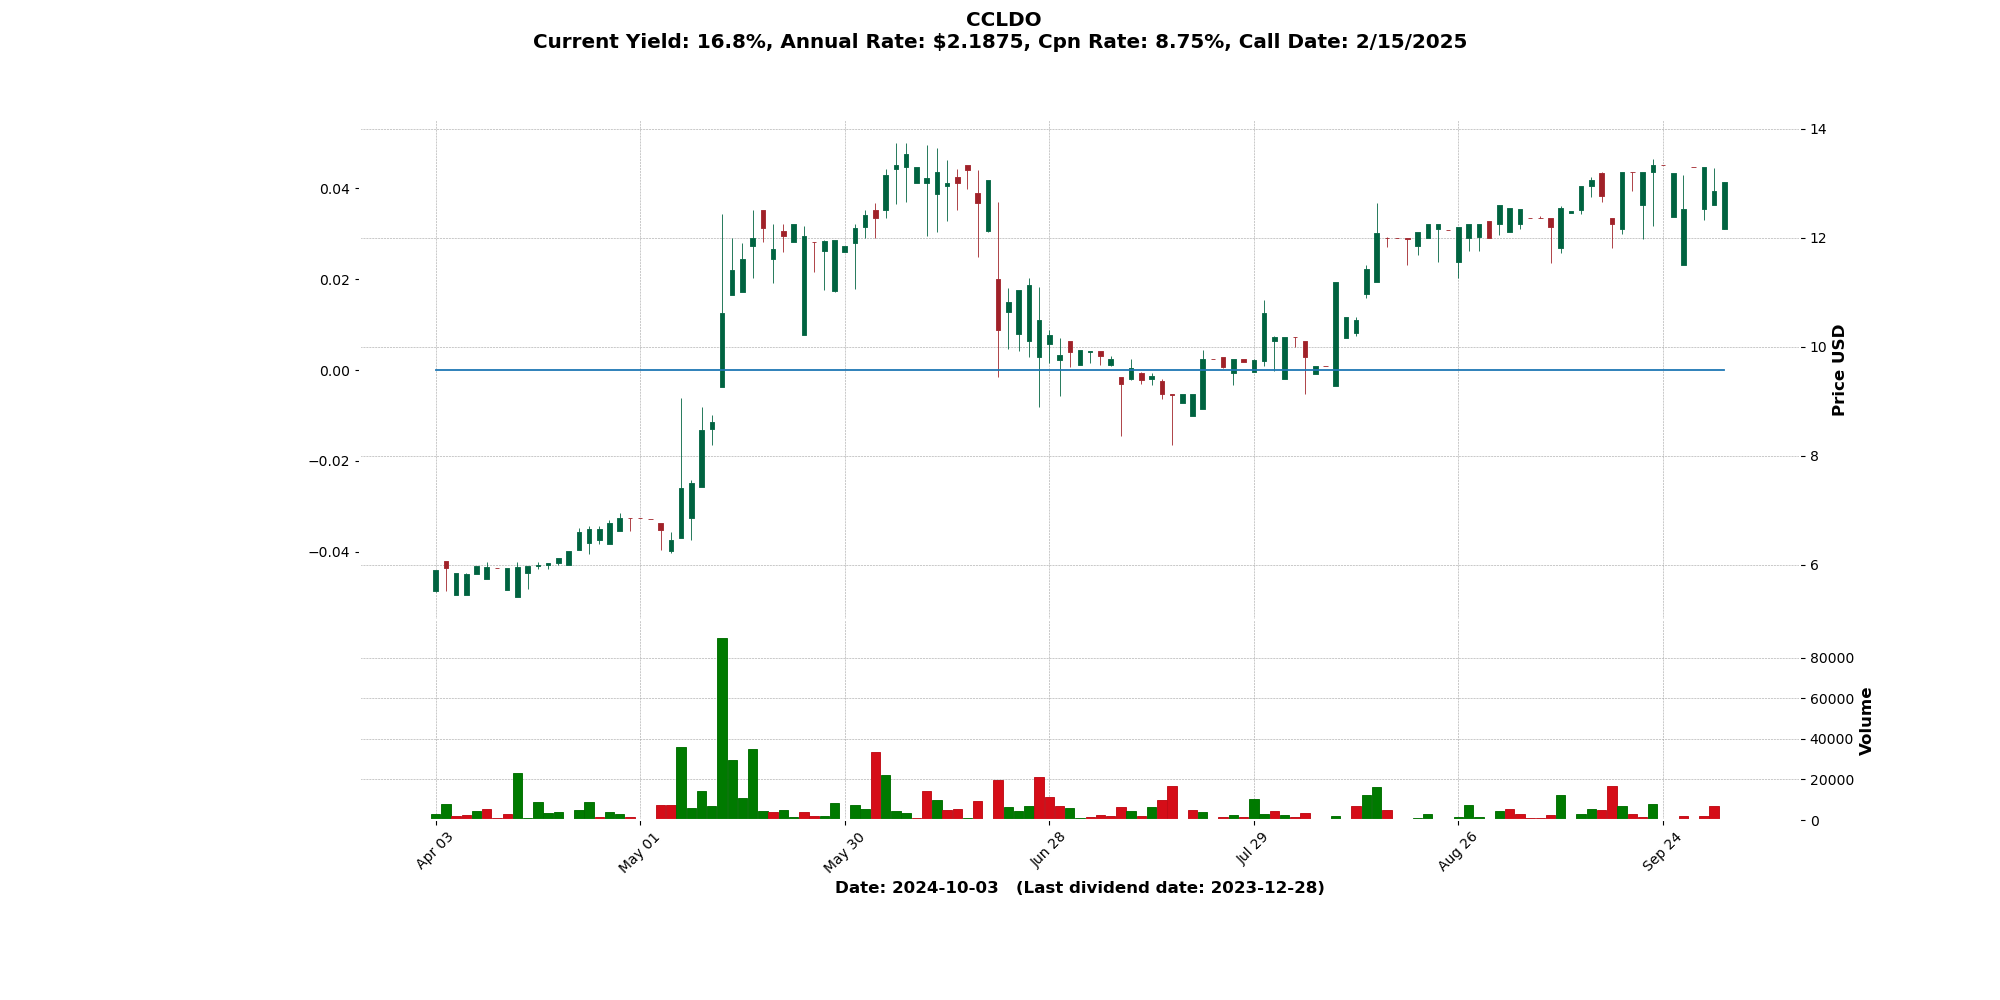 CCLDO
Current Yield: 16.8%, Annual Rate: $2.1875, Cpn Rate: 8.75%, Call Date: 2/15/2025
0.04
0.02
0.00
−0.02
−0.04
14
12
10
8
6
Price USD
80000
60000
40000
20000
0
Volume
Apr 03
May 01
May 30
Jun 28
Jul 29
Aug 26
Sep 24
Date: 2024-10-03 (Last dividend date: 2023-12-28)